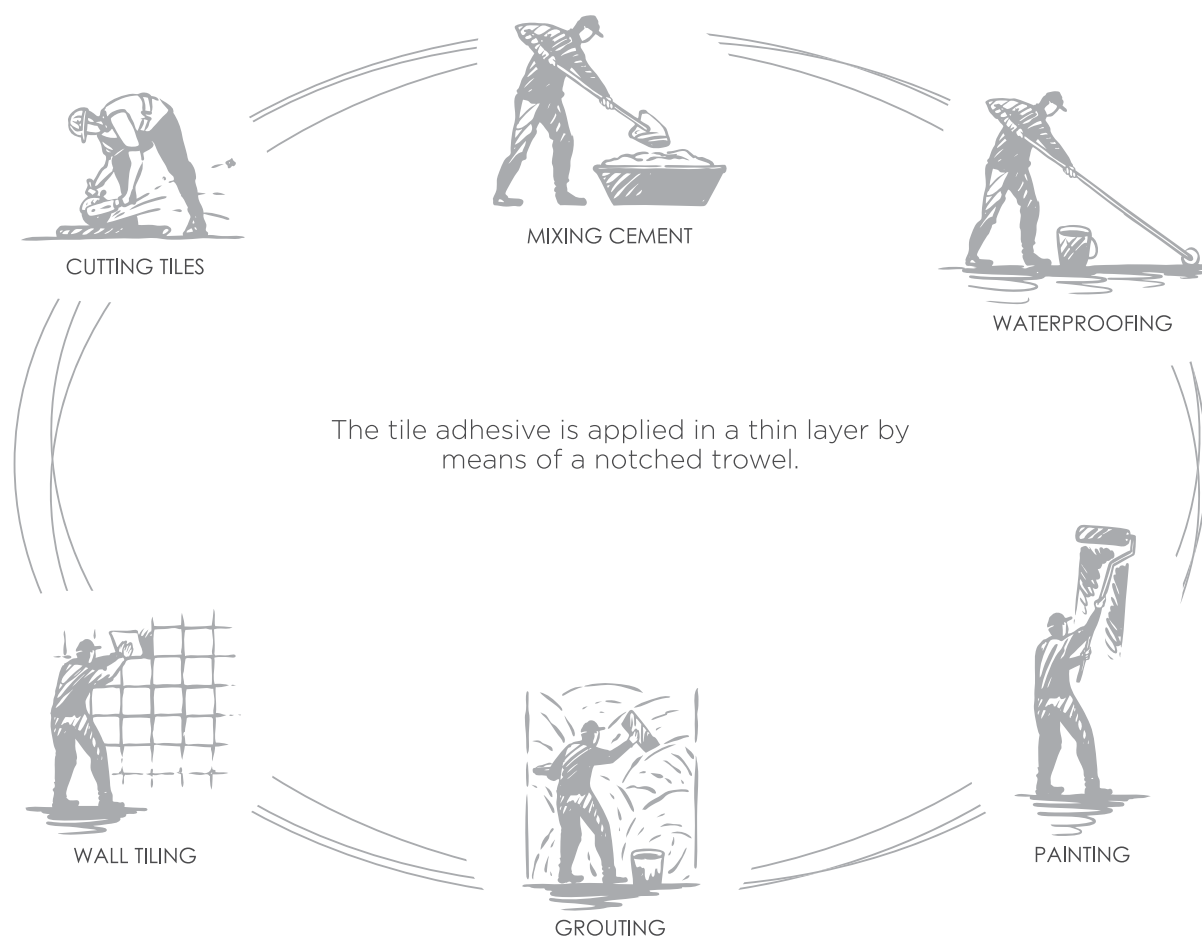 MIXING CEMENT
CUTTING TILES
WATERPROOFING
The tile adhesive is applied in a thin layer by
means of a notched trowel.
WALL TILING
PAINTING
GROUTING